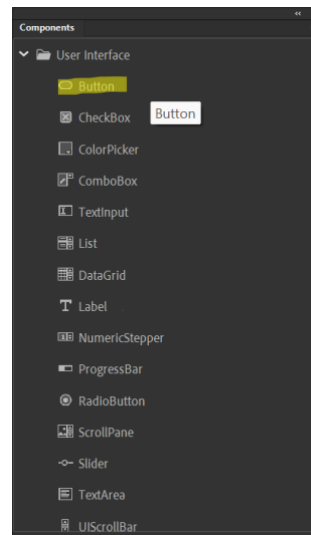 Components
User Interface
Button
CheckBox
Button
ColorPicker
ComboBox
TextInput
List
DataGrid
Label
NumericStepper
ProgressBar
RadioButton
ScrollPane
Slider
TextArea
UIScrollBar